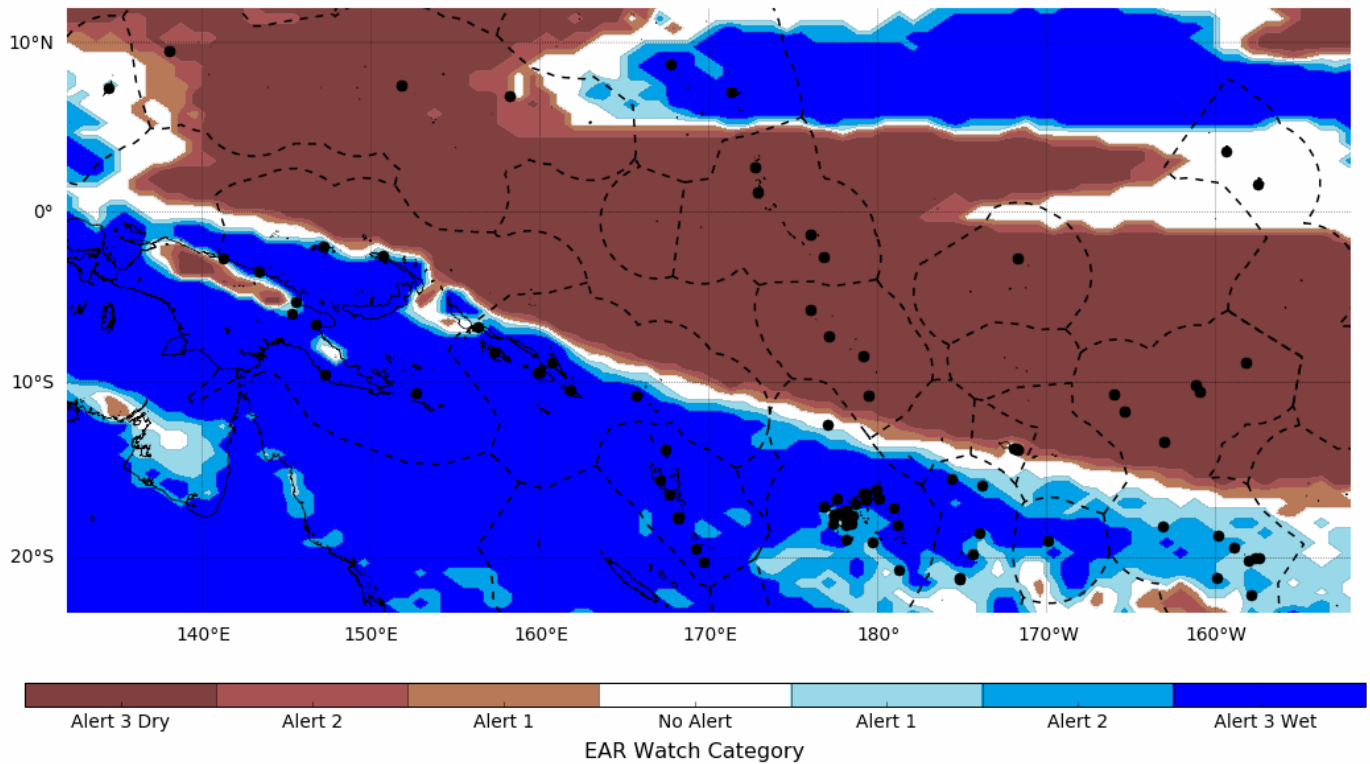 10°N
0°
10°S
20°S
140°E 150°E 160°E 170°E 180° 170°W 160°W
Alert 3 Dry Alert 2 Alert 1 No Alert Alert 1 Alert 2 Alert 3 Wet
EAR Watch Category